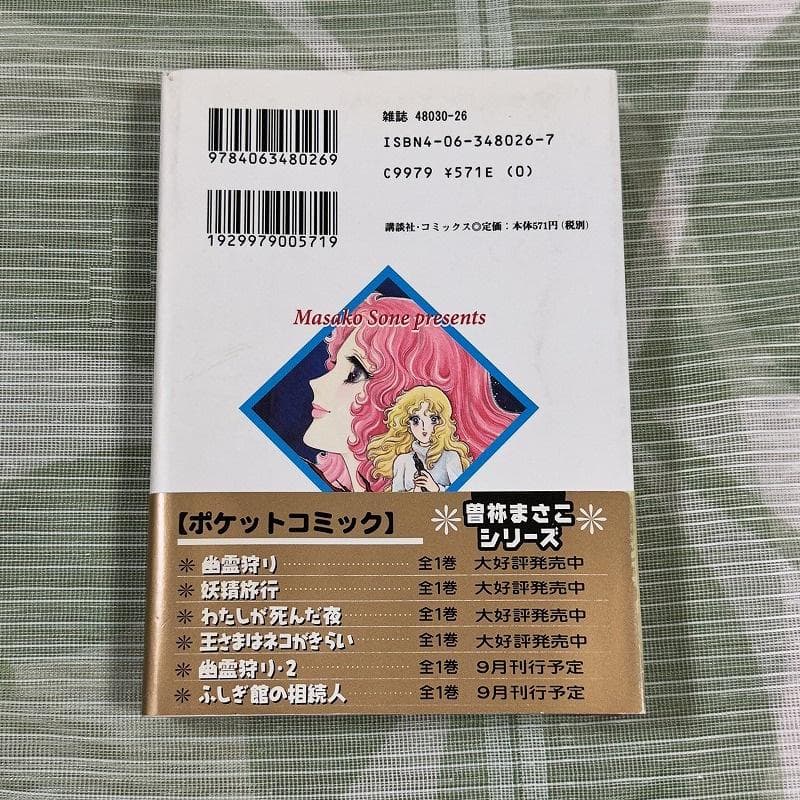 雑誌 48030-26
ISBN4-06-348026-7
C9979 ¥571E (0)
9784063480269
1929979005719
講談社・コミックス◎定価：本体571円(税別)
Masako Sone presents
【ポケットコミック】
＊曽祢まさこ＊
シリーズ
＊幽霊狩り……………全1巻 大好評発売中
＊妖精旅行……………全1巻 大好評発売中
＊わたしが死んだ夜………全1巻 大好評発売中
＊王さまはネコがきらい……全1巻 大好評発売中
＊幽霊狩り・2……………全1巻 9月刊行予定
＊ふしぎ館の相続人………全1巻 9月刊行予定